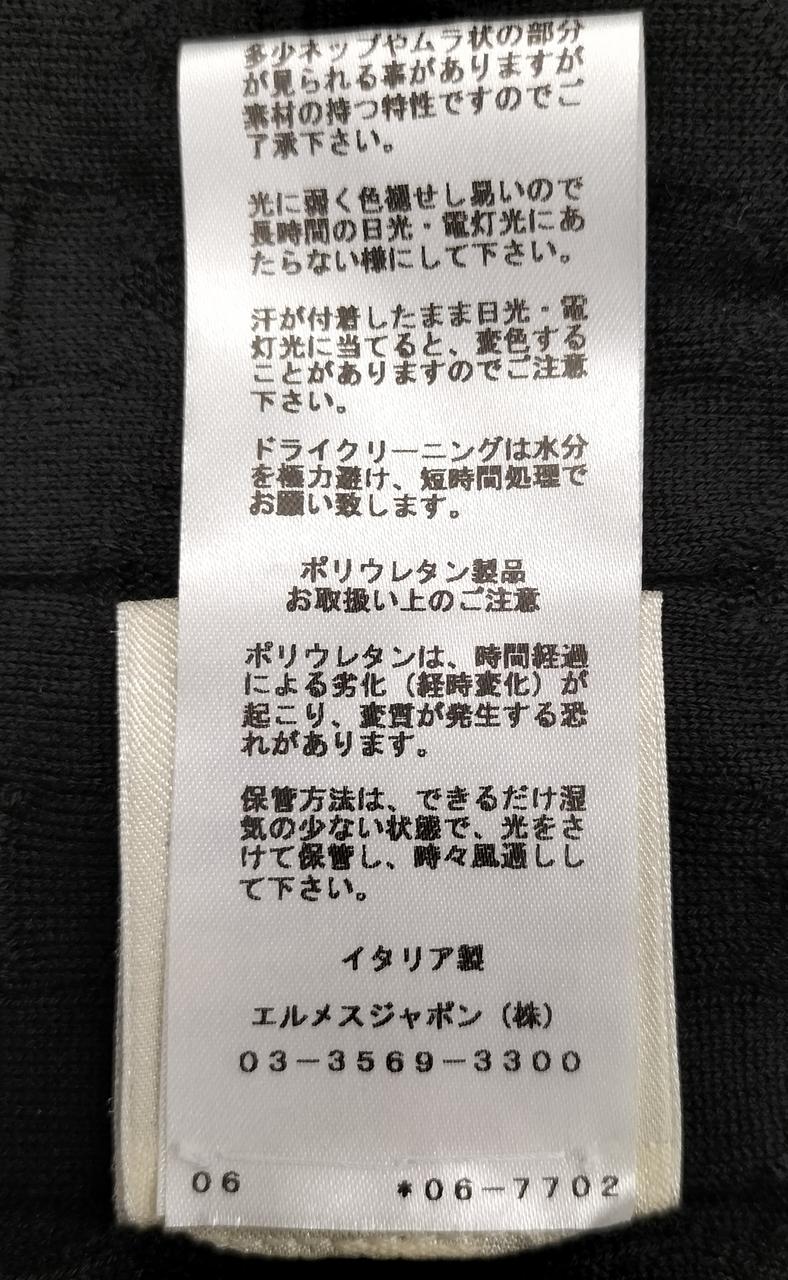 多少ネップやムラ状の部分
が見られる事がありますが
素材の持つ特性ですのでご
了承下さい。
光に弱く色褪せし易いので
長時間の日光・電灯光にあ
たらない様にして下さい。
汗が付着したまま日光・電
灯光に当てると、変色する
ことがありますのでご注意
下さい。
ドライクリーニングは水分
を極力避け、短時間処理で
お願い致します。
ポリウレタン製品
お取扱い上のご注意
ポリウレタンは、時間経過
による劣化（経時変化）が
起こり、変質が発生する恐
れがあります。
保管方法は、できるだけ湿
気の少ない状態で、光をさ
けて保管し、時々風通しし
て下さい。
イタリア製
エルメスジャポン（株）
03-3569-3300
06 *06-7702